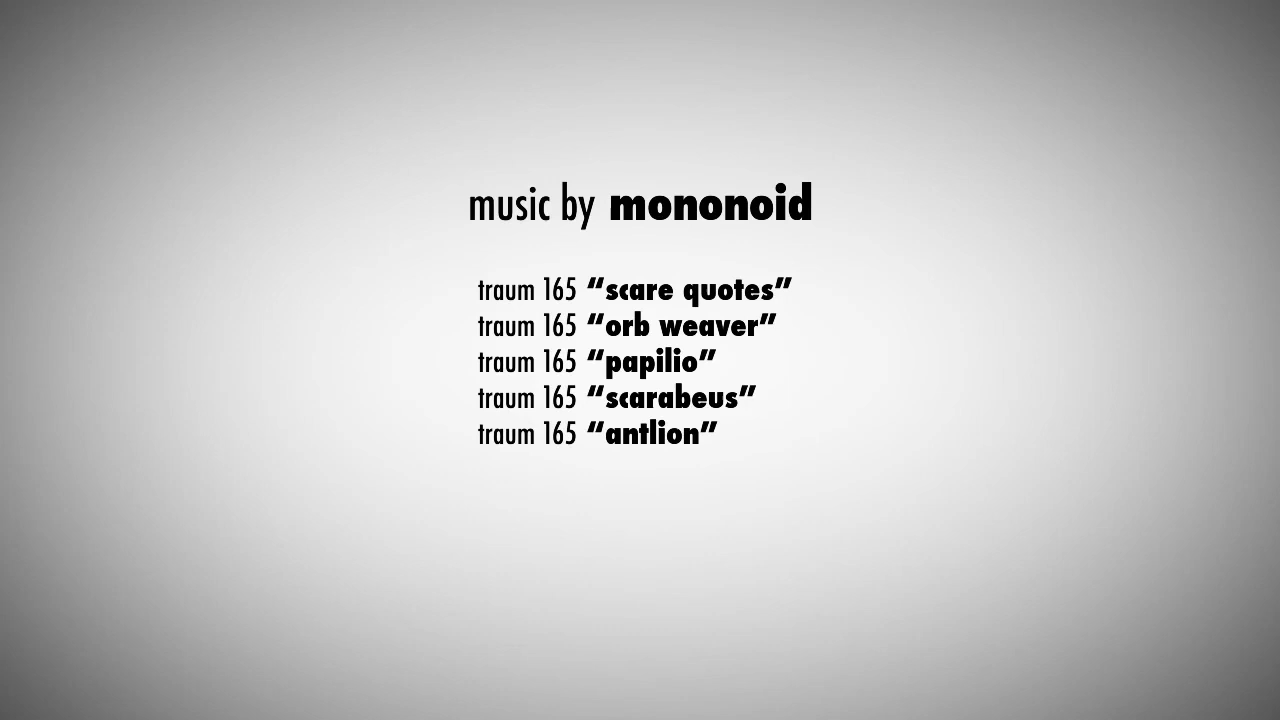 music by mononoid
traum 165 “scare quotes”
traum 165 “orb weaver”
traum 165 “papilio”
traum 165 “scarabeus”
traum 165 “antlion”